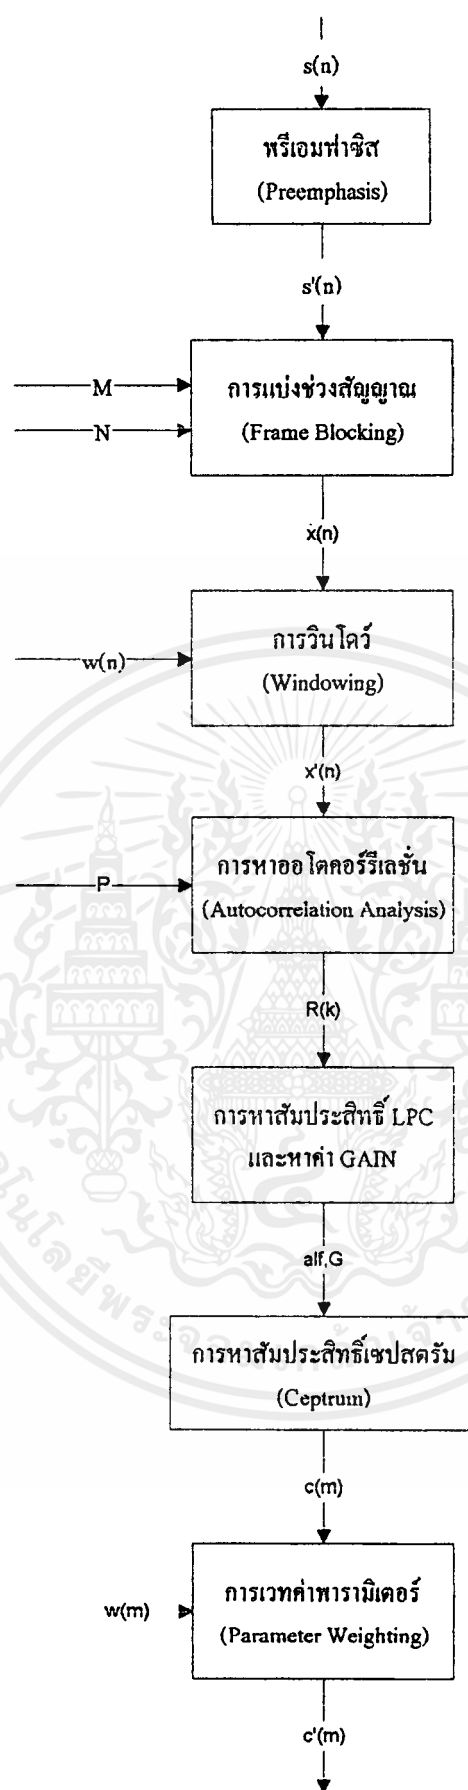 s(n)
พรีเอมฟาซิส
(Preemphasis)
s'(n)
M
N
การแบ่งช่วงสัญญาณ
(Frame Blocking)
x(n)
w(n)
การวินโดว์
(Windowing)
x'(n)
P
การหาออโตคอร์รีเลชั่น
(Autocorrelation Analysis)
R(k)
การหาสัมประสิทธิ์ LPC
และหาค่า GAIN
alf,G
การหาสัมประสิทธิ์เซปสตรัม
(Ceptrum)
c(m)
w(m)
การเวทค่าพารามิเตอร์
(Parameter Weighting)
c'(m)